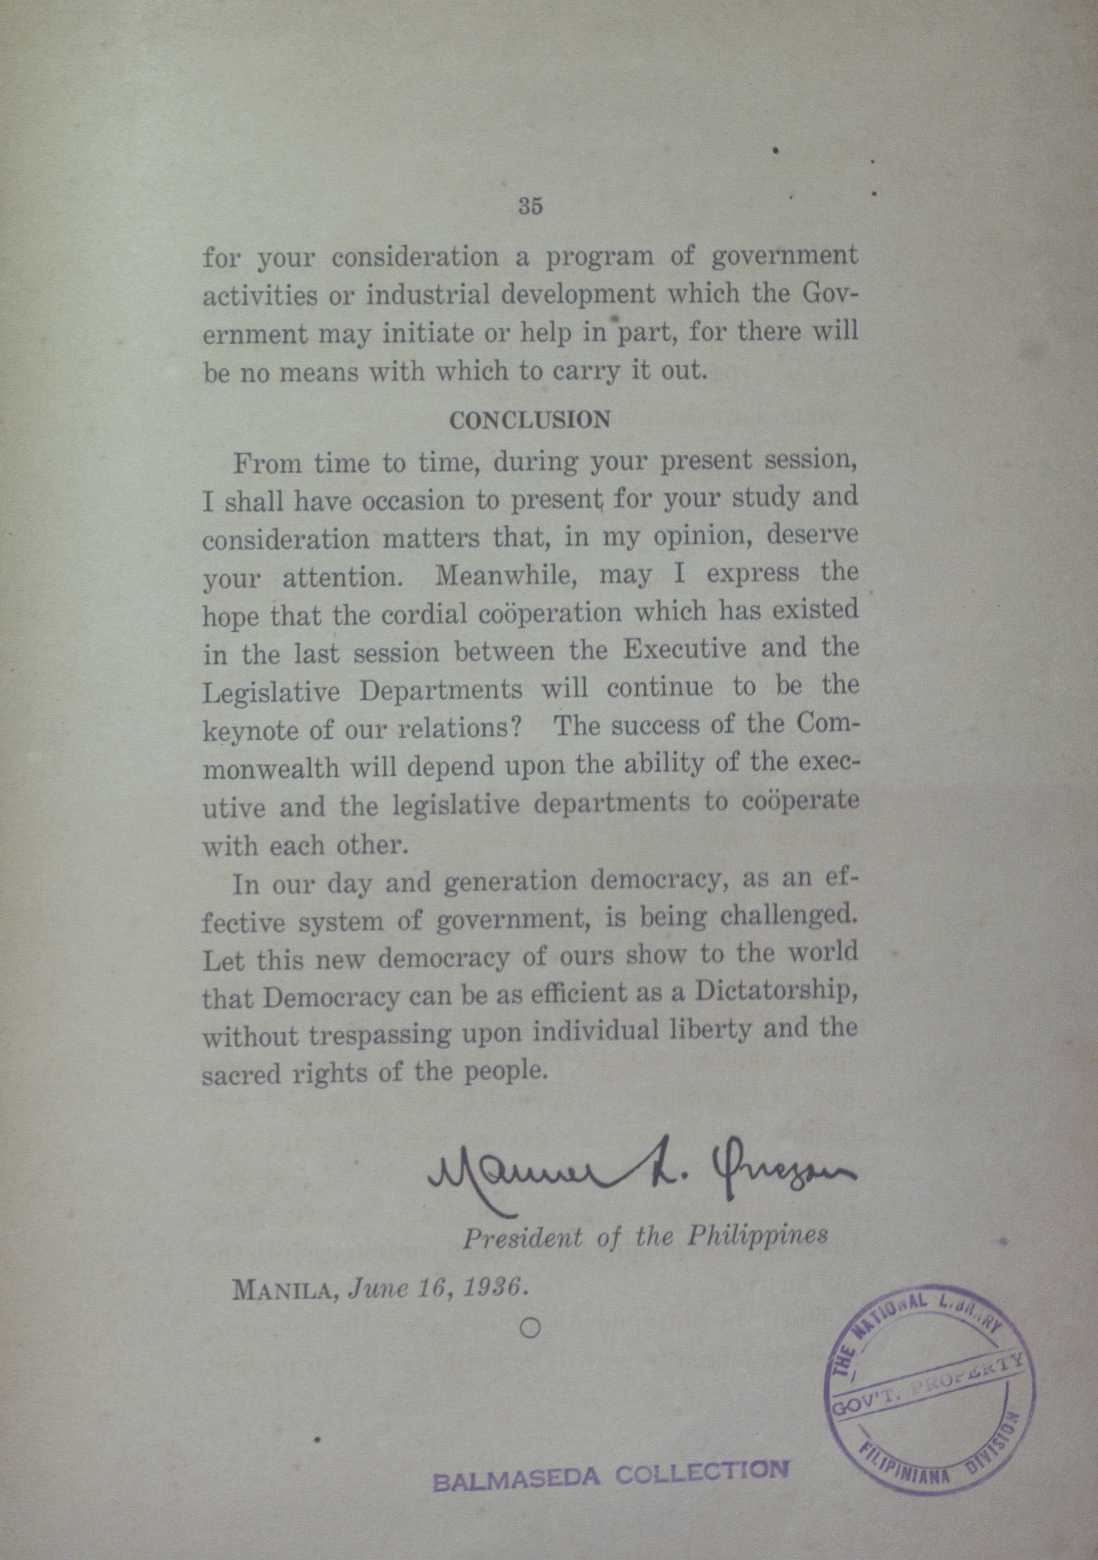 35
for your consideration a program of government
activities or industrial development which the Gov-
ernment may initiate or help in part, for there will
be no means with which to carry it out.
CONCLUSION
From time to time, during your present session,
I shall have occasion to present, for your study and
consideration matters that, in my opinion, deserve
your attention. Meanwhile, may I express the
hope that the cordial coöperation which has existed
in the last session between the Executive and the
Legislative Departments will continue to be the
keynote of our relations? The success of the Com-
monwealth will depend upon the ability of the exec-
utive and the legislative departments to coöperate
with each other.
In our day and generation democracy, as an ef-
fective system of government, is being challenged.
Let this new democracy of ours show to the world
that Democracy can be as efficient as a Dictatorship,
without trespassing upon individual liberty and the
sacred rights of the people.
Manuel L. Quezon
President of the Philippines
MANILA, June 16, 1936.
THE NATIONAL LIBRARY
GOV'T. PROPERTY
FILIPINIANA DIVISION
BALMASEDA COLLECTION